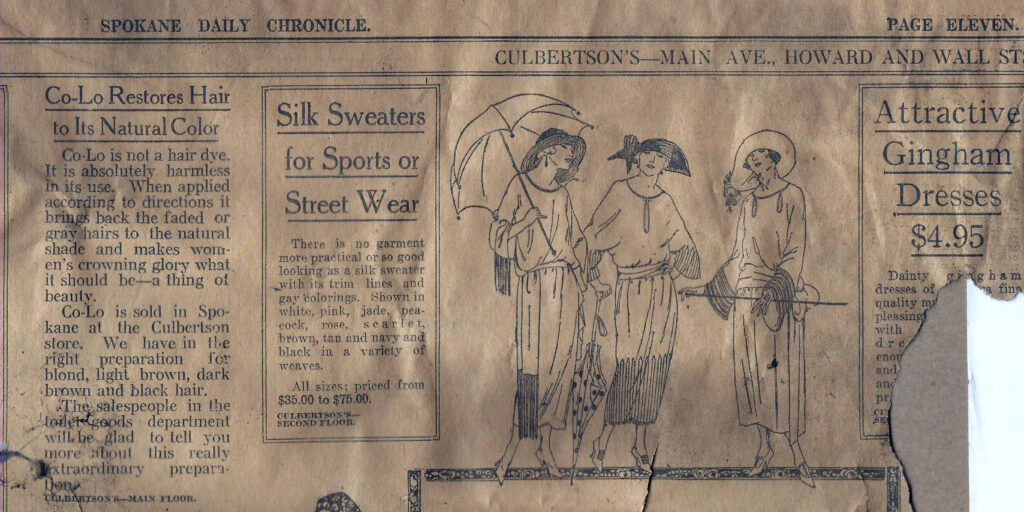 SPOKANE DAILY CHRONICLE.
PAGE ELEVEN.
CULBERTSON'S—MAIN AVE., HOWARD AND WALL STS
Co-Lo Restores Hair
to Its Natural Color
Co-Lo is not a hair dye.
It is absolutely harmless
in its use. When applied
according to directions it
brings back the faded or
gray hairs to the natural
shade and makes wom-
en's crowning glory what
it should be—a thing of
beauty.
Co-Lo is sold in Spo-
kane at the Culbertson
store. We have in the
right preparation for
blond, light brown, dark
brown and black hair.
The salespeople in the
toilet goods department
will be glad to tell you
more about this really
extraordinary prepara-
tion.
CULBERTSON'S—MAIN FLOOR.
Silk Sweaters
for Sports or
Street Wear
There is no garment
more practical or so good
looking as a silk sweater
with its trim lines and
gay colorings. Shown in
white, pink, jade, pea-
cock, rose, scarlet,
brown, tan and navy and
black in a variety of
weaves.
All sizes; priced from
$35.00 to $75.00.
CULBERTSON'S—
SECOND FLOOR.
Attractive
Gingham
Dresses
$4.95
Dainty gingham
dresses of fine
quality
pleasing
with
dre
enou
and
and
pr